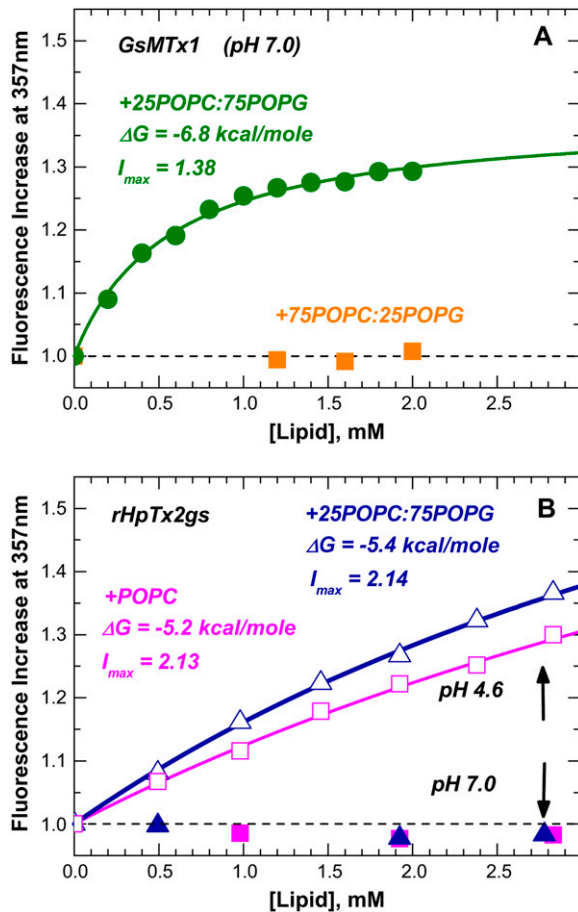 A
GsMTx1 (pH 7.0)
+25POPC:75POPG
ΔG = -6.8 kcal/mole
I_max = 1.38
+75POPC:25POPG
Fluorescence Increase at 357nm
1.5
1.4
1.3
1.2
1.1
1.0
0.0 0.5 1.0 1.5 2.0 2.5
[Lipid], mM
B
rHpTx2gs
+25POPC:75POPG
ΔG = -5.4 kcal/mole
I_max = 2.14
+POPC
ΔG = -5.2 kcal/mole
I_max = 2.13
pH 4.6
pH 7.0
Fluorescence Increase at 357nm
1.5
1.4
1.3
1.2
1.1
1.0
0.0 0.5 1.0 1.5 2.0 2.5
[Lipid], mM